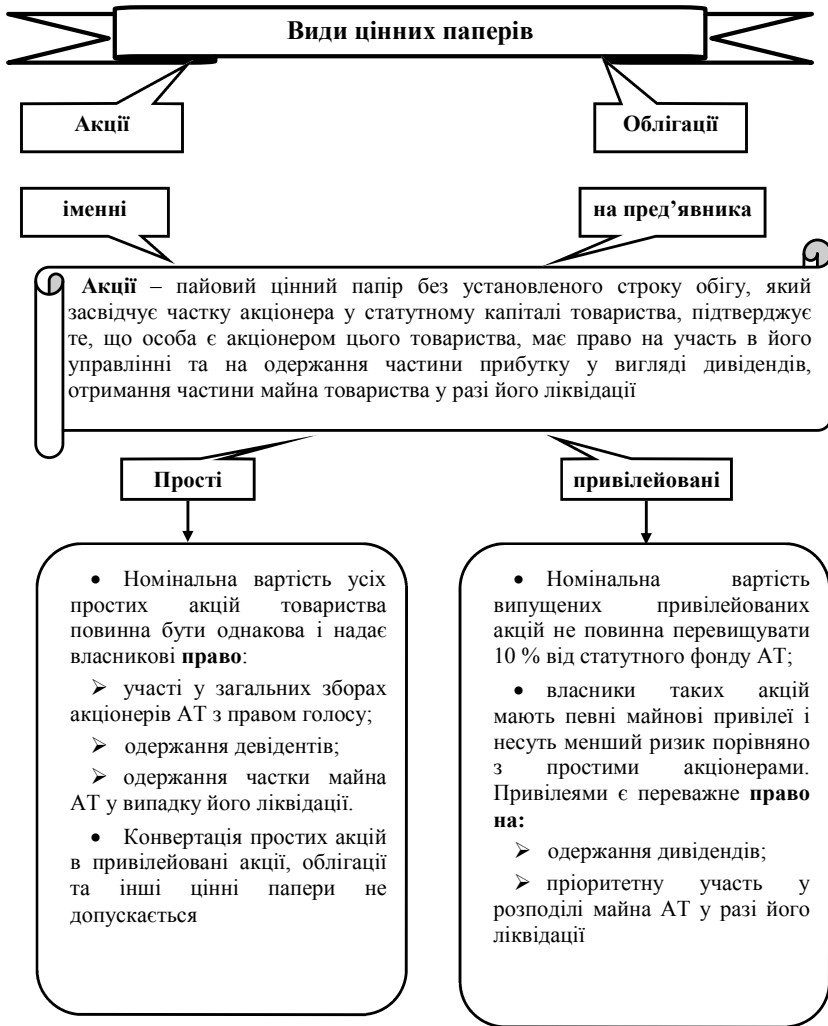 Види цінних паперів
Акції
Облігації
іменні
на пред’явника
Акції – пайовий цінний папір без установленого строку обігу, який
засвідчує частку акціонера у статутному капіталі товариства, підтверджує
те, що особа є акціонером цього товариства, має право на участь в його
управлінні та на одержання частини прибутку у вигляді дивідендів,
отримання частини майна товариства у разі його ліквідації
Прості
привілейовані
• Номінальна вартість усіх
простих акцій товариства
повинна бути однакова і надає
власникові право:
➢ участі у загальних зборах
акціонерів АТ з правом голосу;
➢ одержання девідентів;
➢ одержання частки майна
АТ у випадку його ліквідації.
• Конвертація простих акцій
в привілейовані акції, облігації
та інші цінні папери не
допускається
• Номінальна вартість
випущених привілейованих
акцій не повинна перевищувати
10 % від статутного фонду АТ;
• власники таких акцій
мають певні майнові привілеї і
несуть менший ризик порівняно
з простими акціонерами.
Привілеями є переважне право
на:
➢ одержання дивідендів;
➢ пріоритетну участь у
розподілі майна АТ у разі його
ліквідації